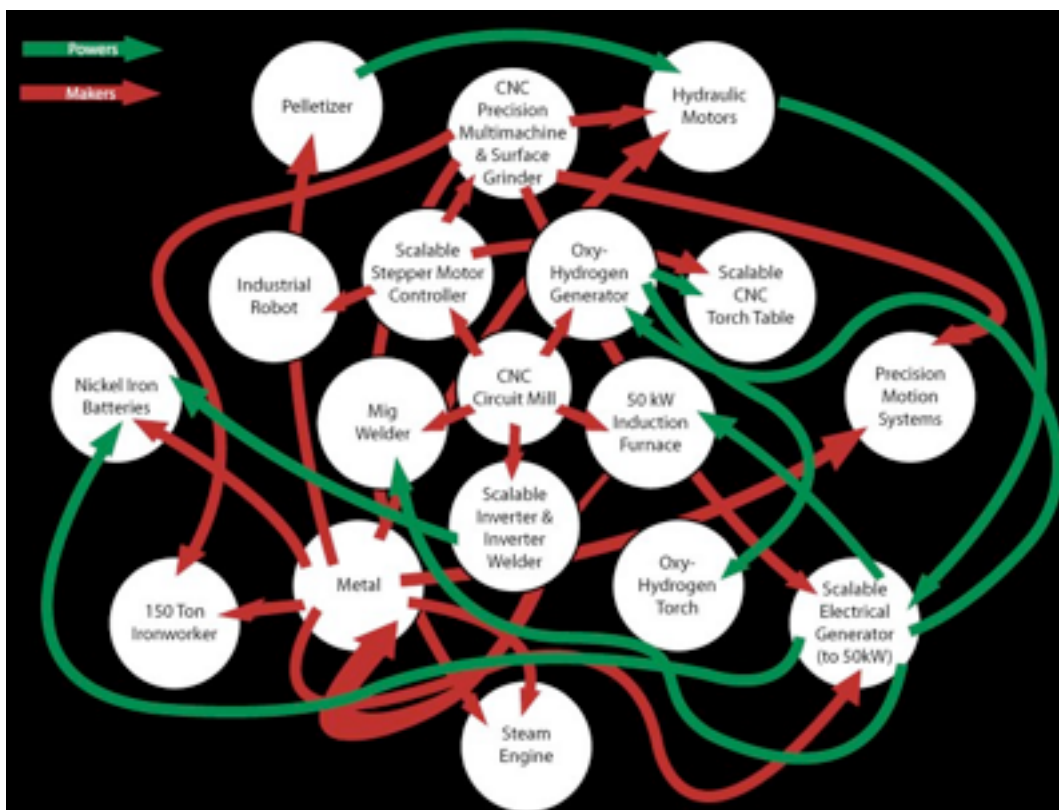 Powers
Makers
Pelletizer
CNC
Precision
Multimachine
& Surface
Grinder
Hydraulic
Motors
Industrial
Robot
Scalable
Stepper Motor
Controller
Oxy-
Hydrogen
Generator
Scalable
CNC
Torch Table
Nickel Iron
Batteries
Mig
Welder
CNC
Circuit Mill
50 kW
Induction
Furnace
Precision
Motion
Systems
Scalable
Inverter &
Inverter
Welder
150 Ton
Ironworker
Metal
Oxy-
Hydrogen
Torch
Scalable
Electrical
Generator
(to 50kW)
Steam
Engine